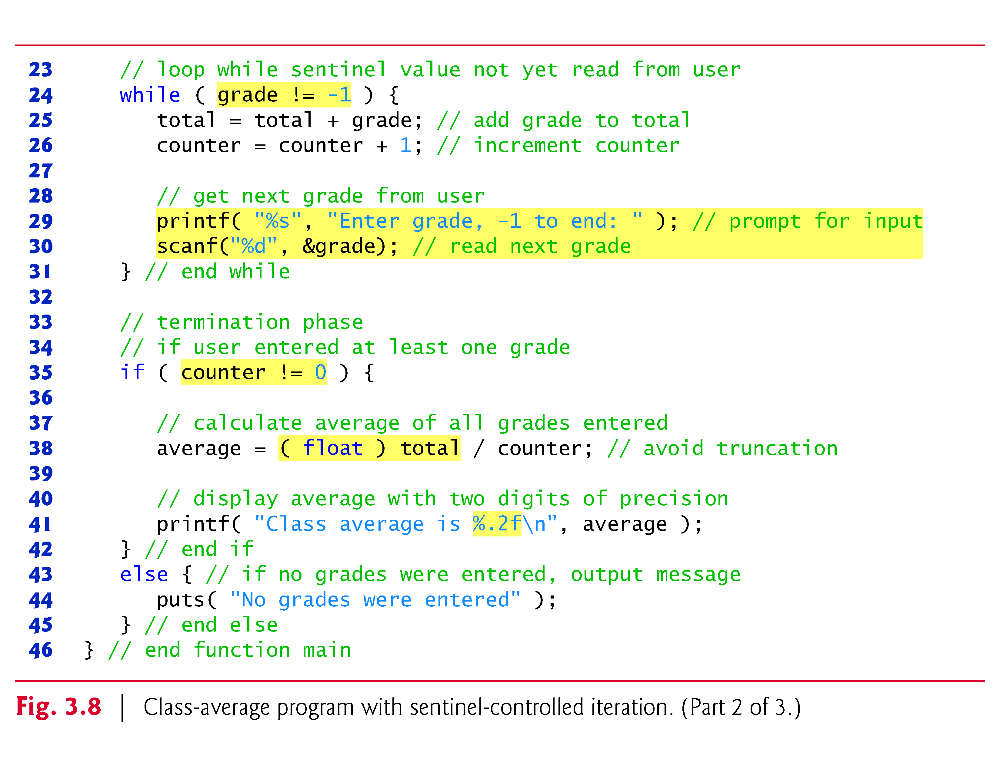 23 // loop while sentinel value not yet read from user
24 while ( grade != -1 ) {
25 total = total + grade; // add grade to total
26 counter = counter + 1; // increment counter
27
28 // get next grade from user
29 printf( "%s", "Enter grade, -1 to end: " ); // prompt for input
30 scanf("%d", &grade); // read next grade
31 } // end while
32
33 // termination phase
34 // if user entered at least one grade
35 if ( counter != 0 ) {
36
37 // calculate average of all grades entered
38 average = ( float ) total / counter; // avoid truncation
39
40 // display average with two digits of precision
41 printf( "Class average is %.2f\n", average );
42 } // end if
43 else { // if no grades were entered, output message
44 puts( "No grades were entered" );
45 } // end else
46 } // end function main
Fig. 3.8 | Class-average program with sentinel-controlled iteration. (Part 2 of 3.)